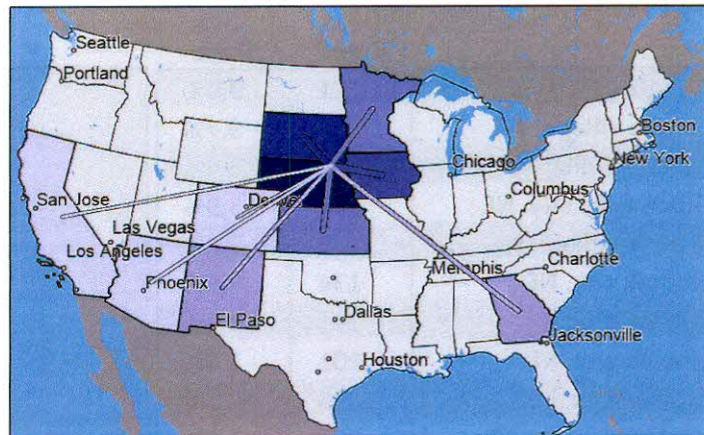 Seattle
Portland
Boston
New York
Chicago
Columbus
San Jose
Denver
Las Vegas
Los Angeles
Memphis
Charlotte
Phoenix
El Paso
Dallas
Jacksonville
Houston